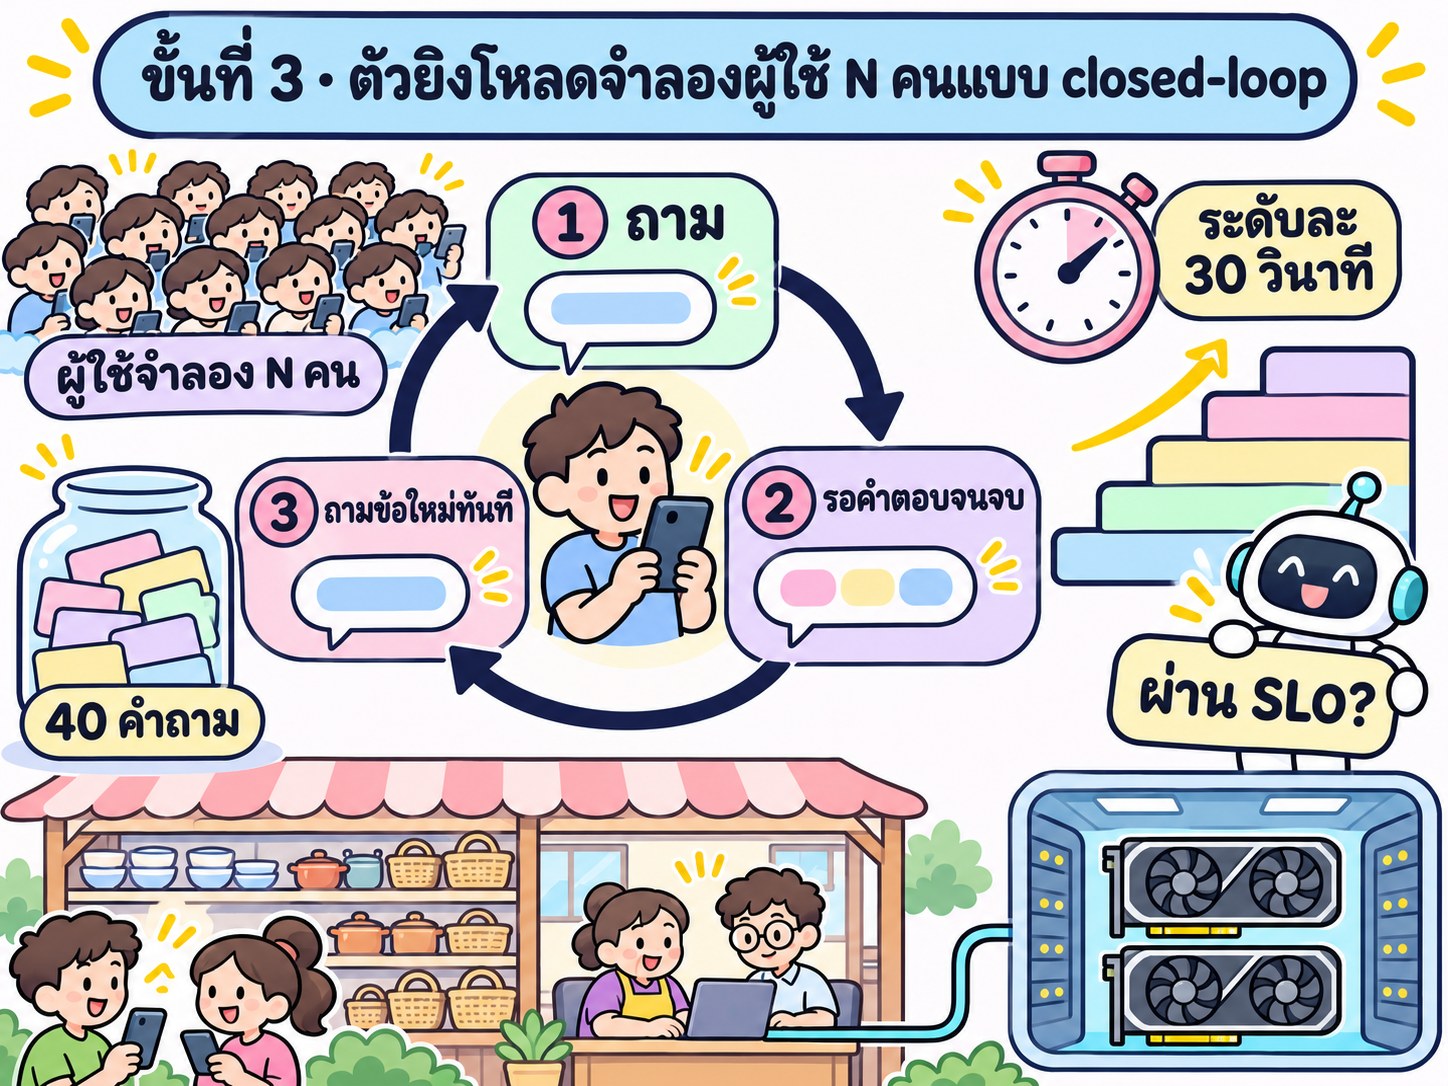 ขั้นที่ 3 · ตัวยิงโหลดจำลองผู้ใช้ N คนแบบ closed-loop
ผู้ใช้จำลอง N คน
1 ถาม
ระดับละ
30 วินาที
2 รอคำตอบจนจบ
3 ถามข้อใหม่ทันที
40 คำถาม
ผ่าน SLO?